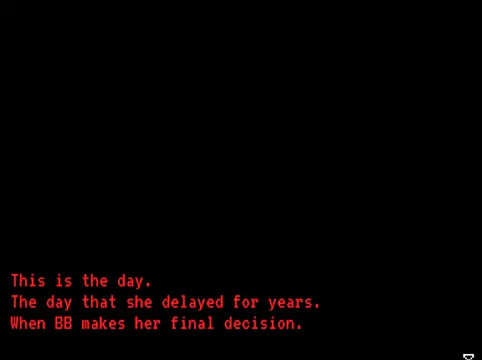 This is the day.
The day that she delayed for years.
When BB makes her final decision.